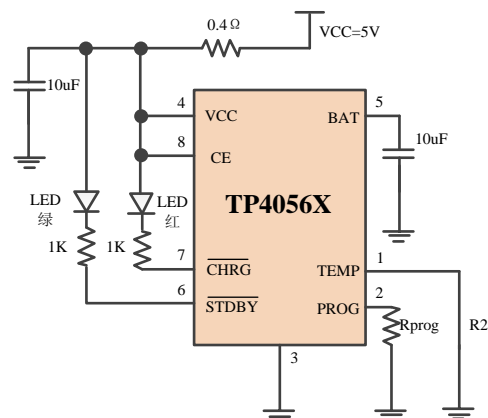 0.4Ω
VCC=5V
10uF
4
VCC
BAT
5
8
CE
10uF
LED
绿
LED
红
TP4056X
1K
1K
7
CHRG
TEMP
1
6
STDBY
PROG
2
Rprog
R2
3